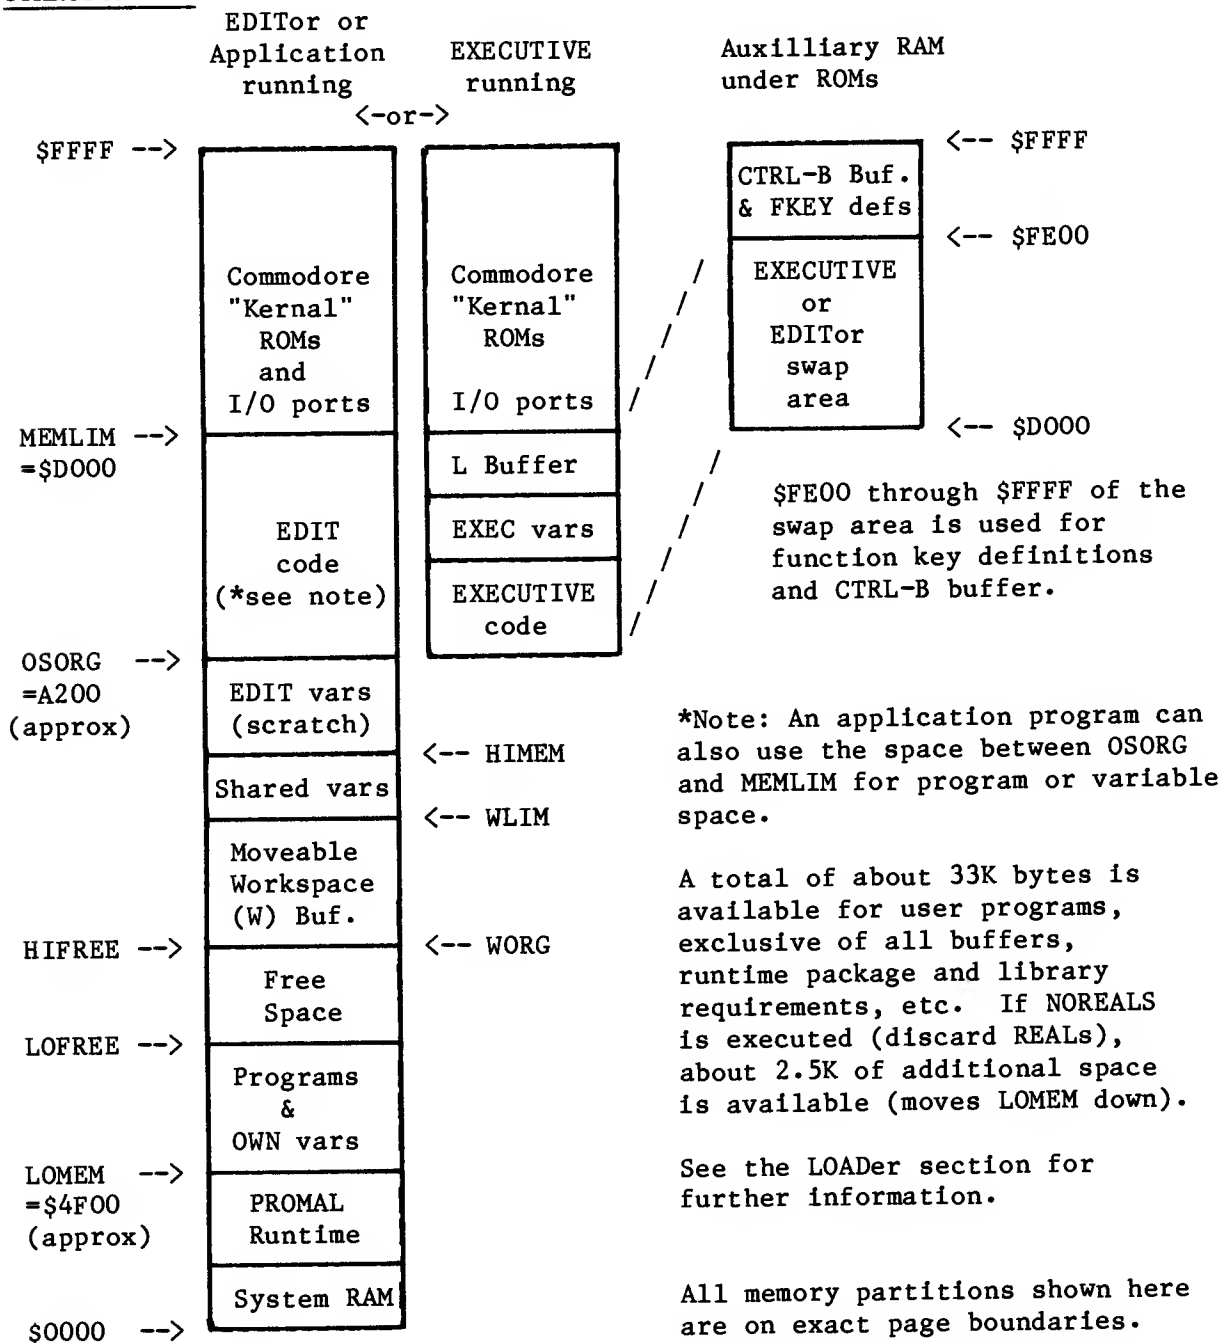 EDITor or
Application
running
EXECUTIVE
running
<-or->
Auxilliary RAM
under ROMs
$FFFF -->
Commodore
"Kernal"
ROMs
and
I/O ports
Commodore
"Kernal"
ROMs
I/O ports
<-- $FFFF
CTRL-B Buf.
& FKEY defs
<-- $FE00
EXECUTIVE
or
EDITor
swap
area
<-- $D000
MEMLIM -->
=$D000
EDIT
code
(*see note)
L Buffer
EXEC vars
EXECUTIVE
code
$FE00 through $FFFF of the
swap area is used for
function key definitions
and CTRL-B buffer.
OSORG -->
=A200
(approx)
EDIT vars
(scratch)
<-- HIMEM
Shared vars
<-- WLIM
Moveable
Workspace
(W) Buf.
HIFREE -->
<-- WORG
Free
Space
LOFREE -->
Programs
&
OWN vars
LOMEM -->
=$4F00
(approx)
PROMAL
Runtime
System RAM
$0000 -->
*Note: An application program can
also use the space between OSORG
and MEMLIM for program or variable
space.
A total of about 33K bytes is
available for user programs,
exclusive of all buffers,
runtime package and library
requirements, etc. If NOREALS
is executed (discard REALs),
about 2.5K of additional space
is available (moves LOMEM down).
See the LOADer section for
further information.
All memory partitions shown here
are on exact page boundaries.